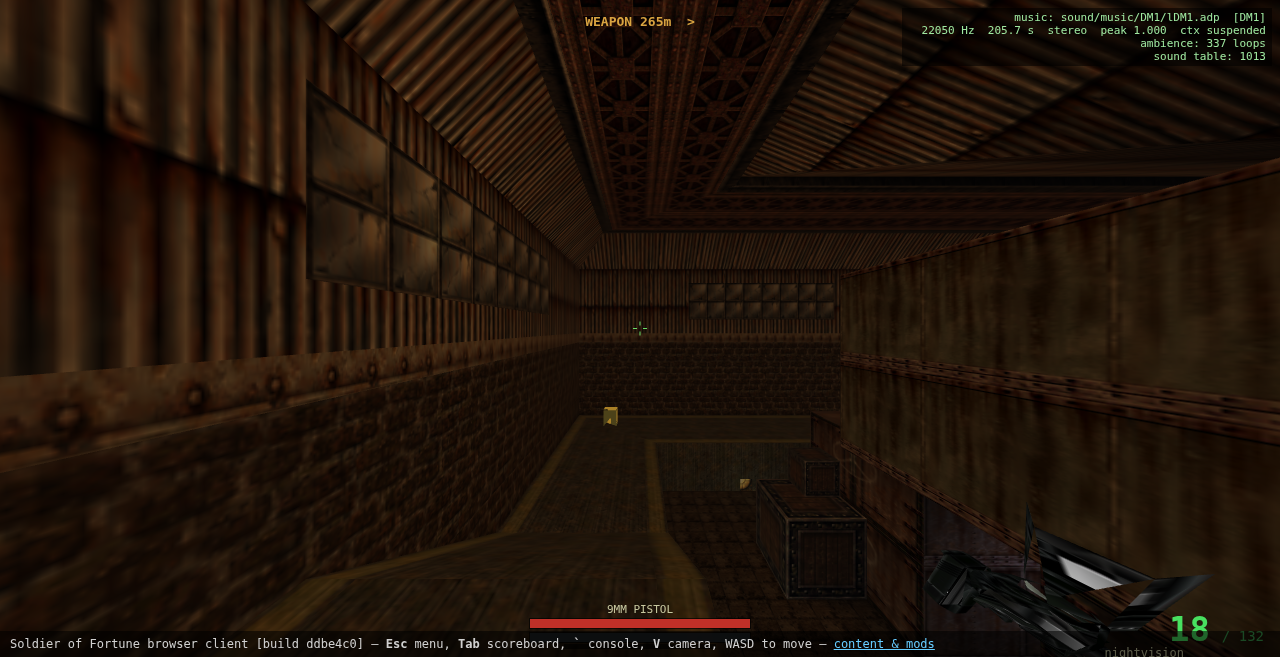 WEAPON 265m >
music: sound/music/DM1/lDM1.adp [DM1]
22050 Hz 205.7 s stereo peak 1.000 ctx suspended
ambience: 337 loops
sound table: 1013
9MM PISTOL
18 / 132
Soldier of Fortune browser client [build ddbe4c0] — Esc menu, Tab scoreboard, ` console, V camera, WASD to move — content & mods
nightvision